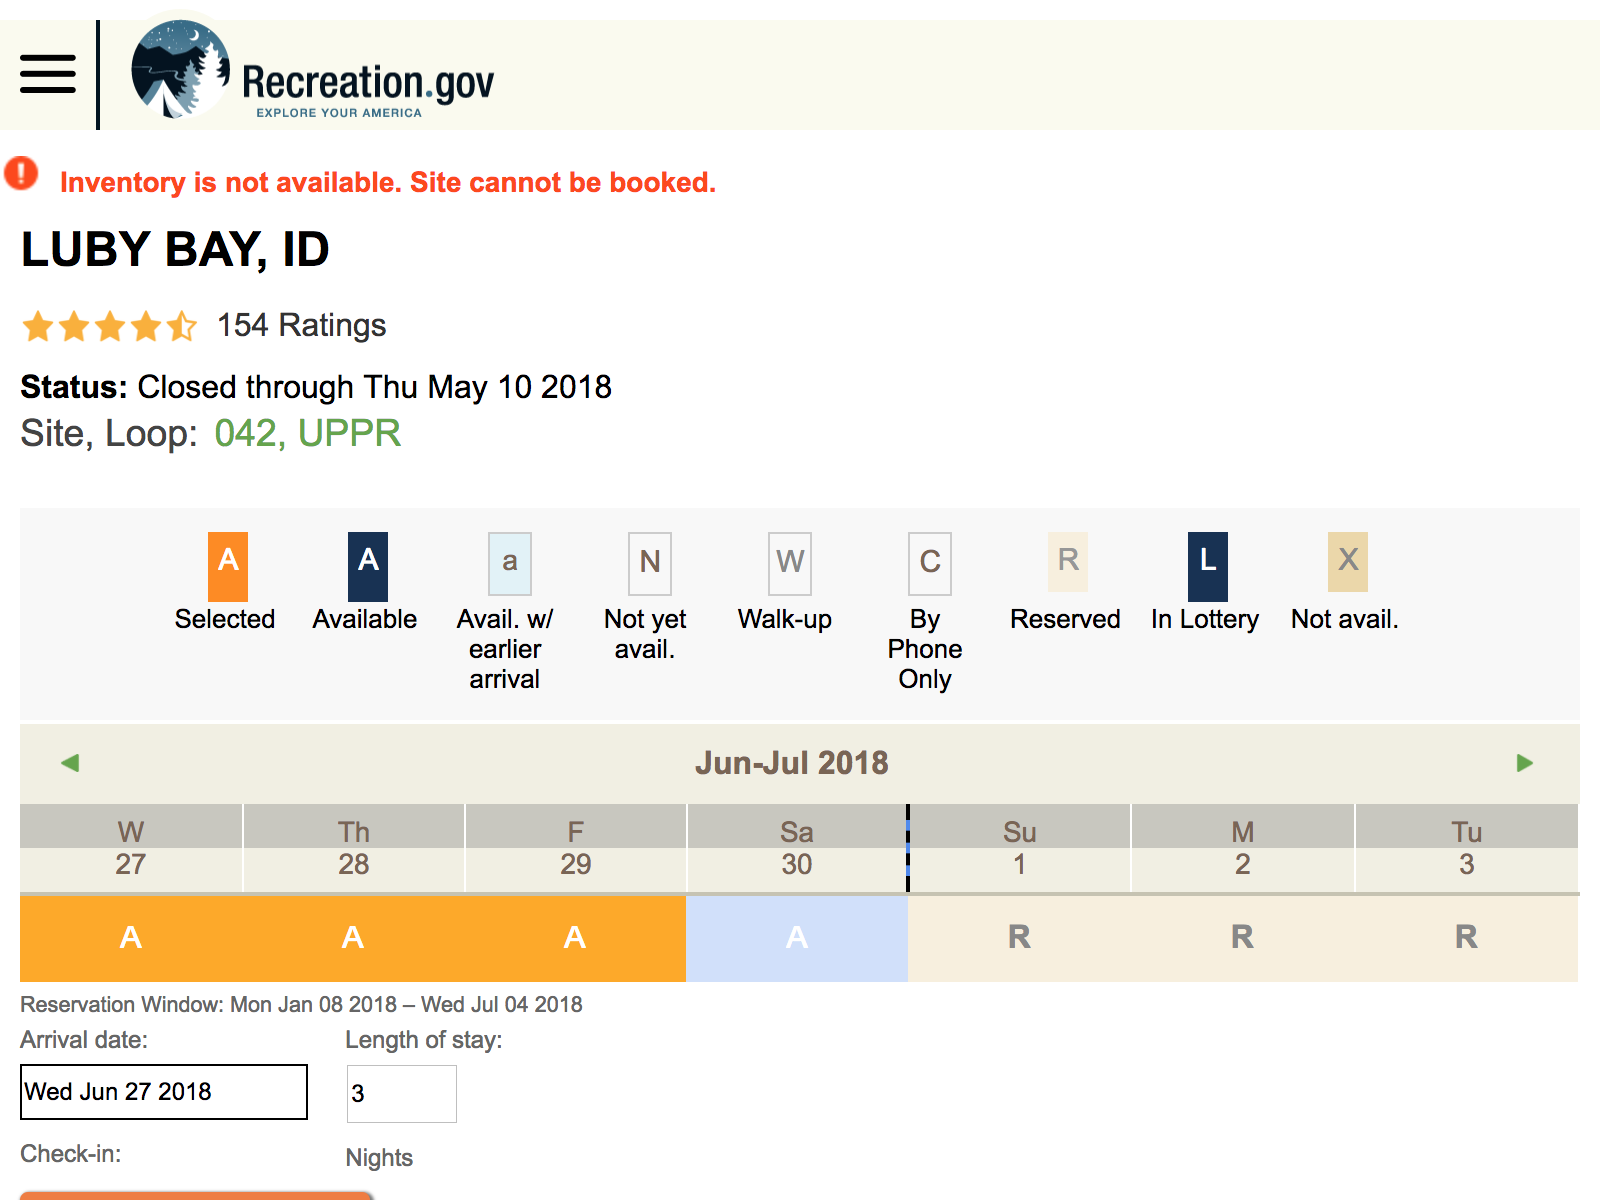 Recreation.gov
EXPLORE YOUR AMERICA
Inventory is not available. Site cannot be booked.
LUBY BAY, ID
154 Ratings
Status: Closed through Thu May 10 2018
Site, Loop: 042, UPPR
A A a N W C R L X
Selected Available Avail. w/ Not yet Walk-up By Reserved In Lottery Not avail.
earlier avail. Phone
arrival Only
Jun-Jul 2018
W Th F Sa Su M Tu
27 28 29 30 1 2 3
A A A A R R R
Reservation Window: Mon Jan 08 2018 – Wed Jul 04 2018
Arrival date: Length of stay:
Wed Jun 27 2018 3
Check-in: Nights